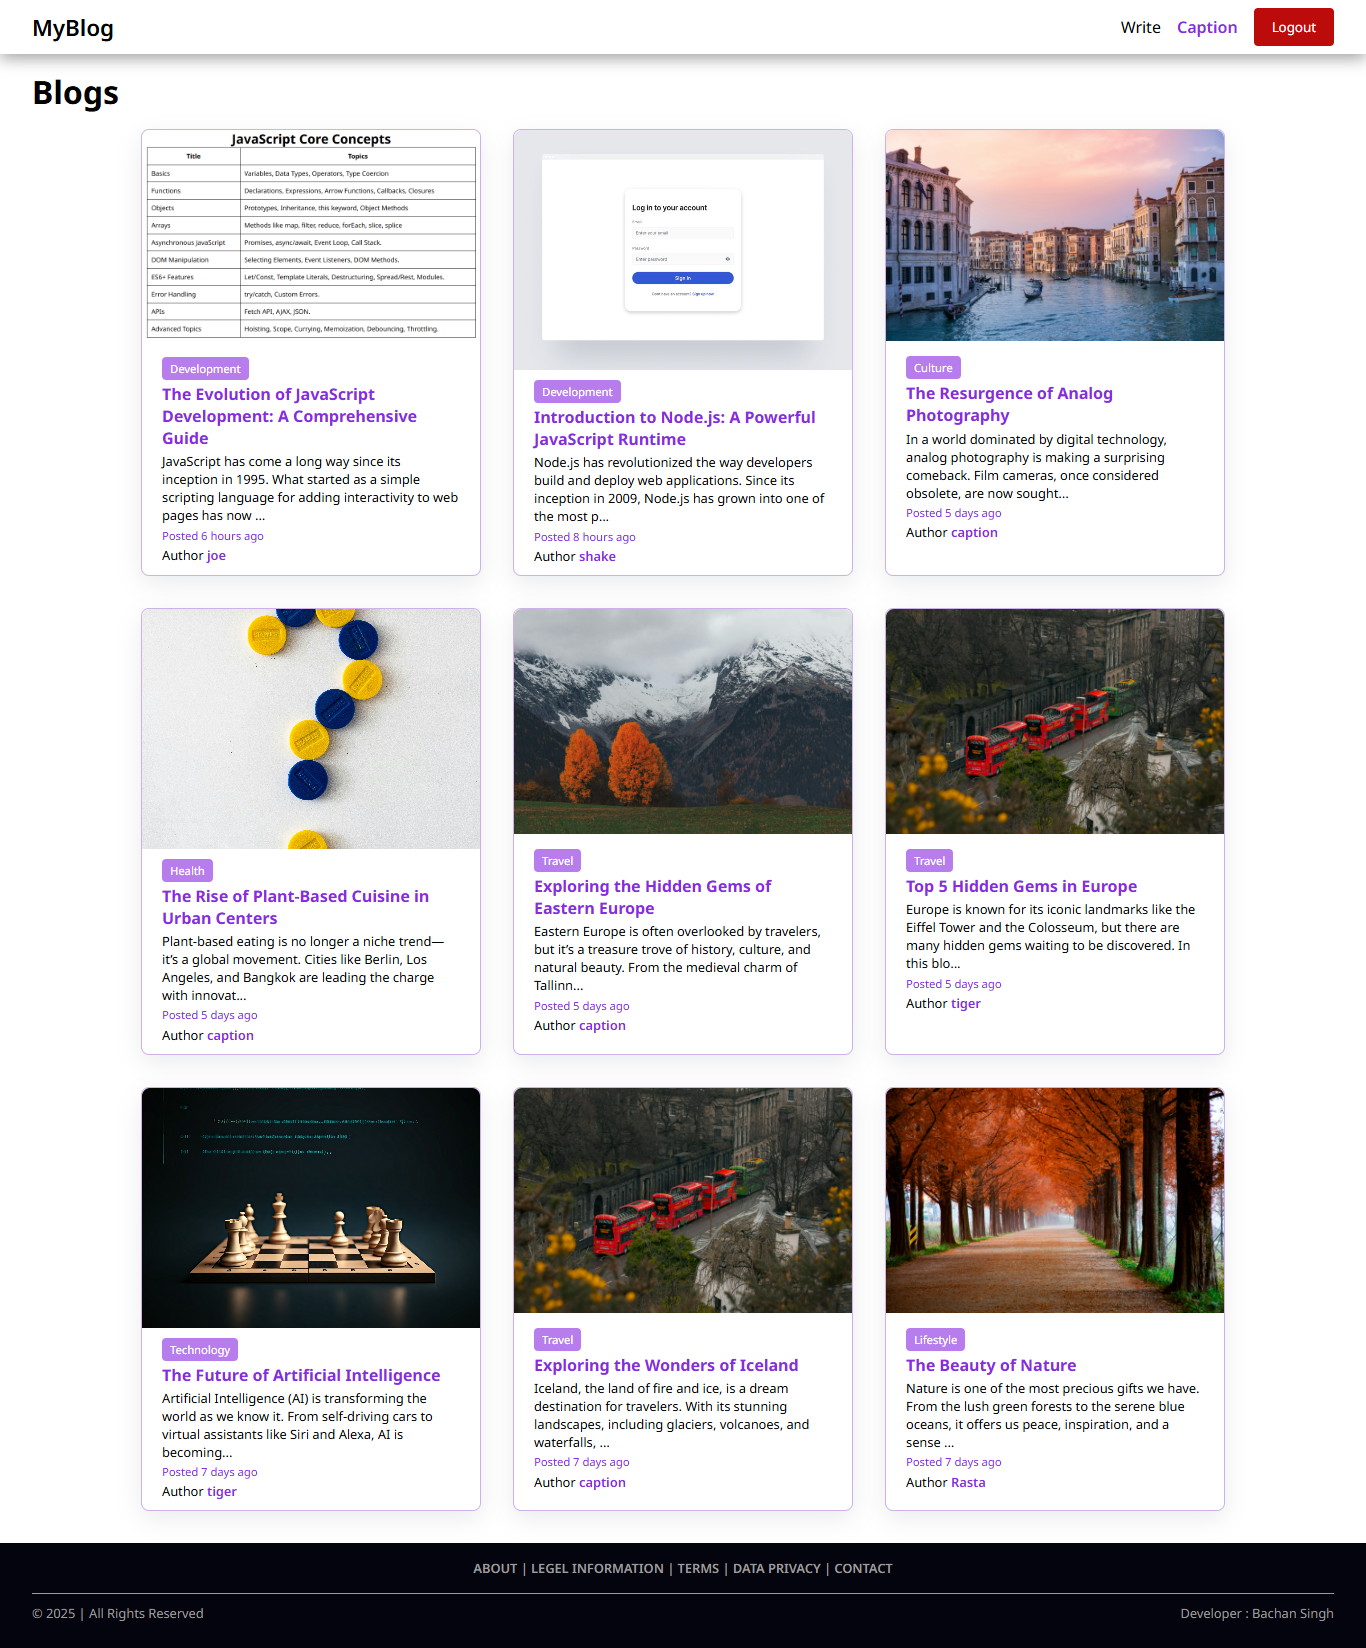 MyBlog
Write Caption Logout
Blogs
JavaScript Core Concepts
Title Topics
Basics Variables, Data Types, Operators, Type Coercion
Functions Declarations, Expressions, Arrow Functions, Callbacks, Closures
Objects Prototypes, Inheritance, this keyword, Object Methods
Arrays Methods like map, filter, reduce, forEach, slice, splice
Asynchronous JavaScript Promises, async/await, Event Loop, Call Stack.
DOM Manipulation Selecting Elements, Event Listeners, DOM Methods.
ES6+ Features Let/Const, Template Literals, Destructuring, Spread/Rest, Modules.
Error Handling try/catch, Custom Errors.
APIs Fetch API, AJAX, JSON.
Advanced Topics Hoisting, Scope, Currying, Memoization, Debouncing, Throttling.
Development
The Evolution of JavaScript
Development: A Comprehensive
Guide
JavaScript has come a long way since its
inception in 1995. What started as a simple
scripting language for adding interactivity to web
pages has now ...
Posted 6 hours ago
Author joe
Log in to your account
Email
Enter your email
Password
Enter password
Sign in
Don't have an account? Sign up now
Development
Introduction to Node.js: A Powerful
JavaScript Runtime
Node.js has revolutionized the way developers
build and deploy web applications. Since its
inception in 2009, Node.js has grown into one of
the most p...
Posted 8 hours ago
Author shake
Culture
The Resurgence of Analog
Photography
In a world dominated by digital technology,
analog photography is making a surprising
comeback. Film cameras, once considered
obsolete, are now sought...
Posted 5 days ago
Author caption
Health
The Rise of Plant-Based Cuisine in
Urban Centers
Plant-based eating is no longer a niche trend—
it’s a global movement. Cities like Berlin, Los
Angeles, and Bangkok are leading the charge
with innovat...
Posted 5 days ago
Author caption
Travel
Exploring the Hidden Gems of
Eastern Europe
Eastern Europe is often overlooked by travelers,
but it’s a treasure trove of history, culture, and
natural beauty. From the medieval charm of
Tallinn...
Posted 5 days ago
Author caption
Travel
Top 5 Hidden Gems in Europe
Europe is known for its iconic landmarks like the
Eiffel Tower and the Colosseum, but there are
many hidden gems waiting to be discovered. In
this blo...
Posted 5 days ago
Author tiger
Technology
The Future of Artificial Intelligence
Artificial Intelligence (AI) is transforming the
world as we know it. From self-driving cars to
virtual assistants like Siri and Alexa, AI is
becoming...
Posted 7 days ago
Author tiger
Travel
Exploring the Wonders of Iceland
Iceland, the land of fire and ice, is a dream
destination for travelers. With its stunning
landscapes, including glaciers, volcanoes, and
waterfalls, ...
Posted 7 days ago
Author caption
Lifestyle
The Beauty of Nature
Nature is one of the most precious gifts we have.
From the lush green forests to the serene blue
oceans, it offers us peace, inspiration, and a
sense ...
Posted 7 days ago
Author Rasta
ABOUT | LEGEL INFORMATION | TERMS | DATA PRIVACY | CONTACT
© 2025 | All Rights Reserved
Developer : Bachan Singh